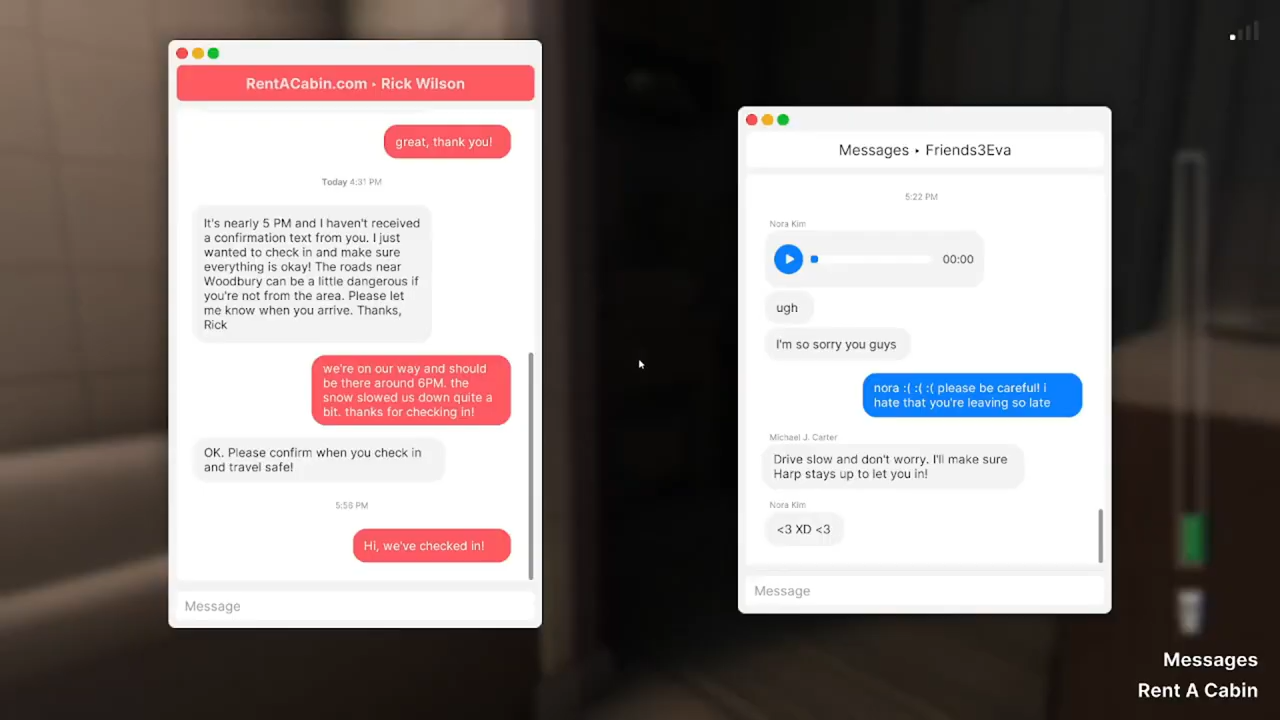 RentACabin.com ‣ Rick Wilson
great, thank you!
Today 4:31 PM
It's nearly 5 PM and I haven't received
a confirmation text from you. I just
wanted to check in and make sure
everything is okay! The roads near
Woodbury can be a little dangerous if
you're not from the area. Please let
me know when you arrive. Thanks,
Rick
we're on our way and should
be there around 6PM. the
snow slowed us down quite a
bit. thanks for checking in!
OK. Please confirm when you check in
and travel safe!
5:56 PM
Hi, we've checked in!
Message
Messages ‣ Friends3Eva
5:22 PM
Nora Kim
00:00
ugh
I'm so sorry you guys
nora :( :( :( please be careful! i
hate that you're leaving so late
Michael J. Carter
Drive slow and don't worry. I'll make sure
Harp stays up to let you in!
Nora Kim
<3 XD <3
Message
Messages
Rent A Cabin